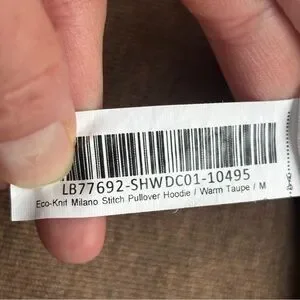 LB77692-SHWDC01-10495
Eco-Knit Milano Stitch Pullover Hoodie / Warm Taupe / M